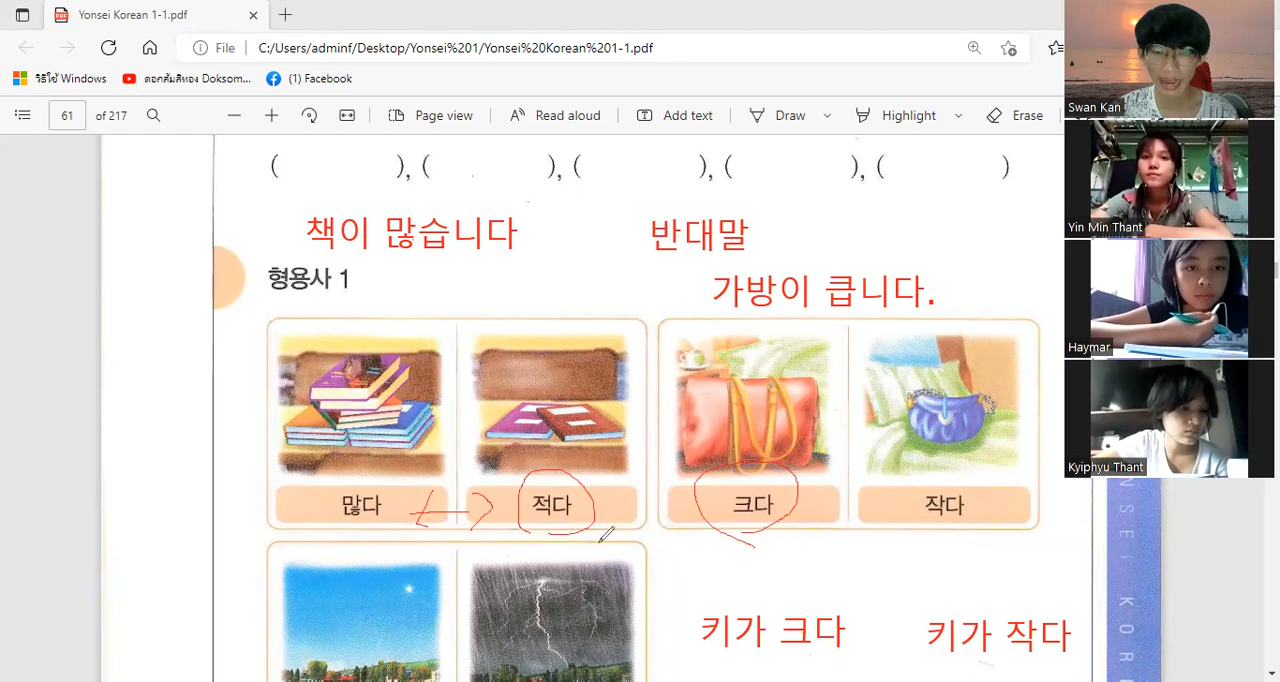 Yonsei Korean 1-1.pdf
File C:/Users/adminf/Desktop/Yonsei%201/Yonsei%20Korean%201-1.pdf
วิธีใช้ Windows
ดอกส้มสีทอง Doksom...
(1) Facebook
61 of 217
Page view
Read aloud
Add text
Draw
Highlight
Erase
( ), ( ), ( ), ( ), ( )
책이 많습니다
반대말
형용사 1
가방이 큽니다.
많다
적다
크다
작다
키가 크다
키가 작다
Swan Kan
Yin Min Thant
Haymar
Kyiphyu Thant
NSEI KOR